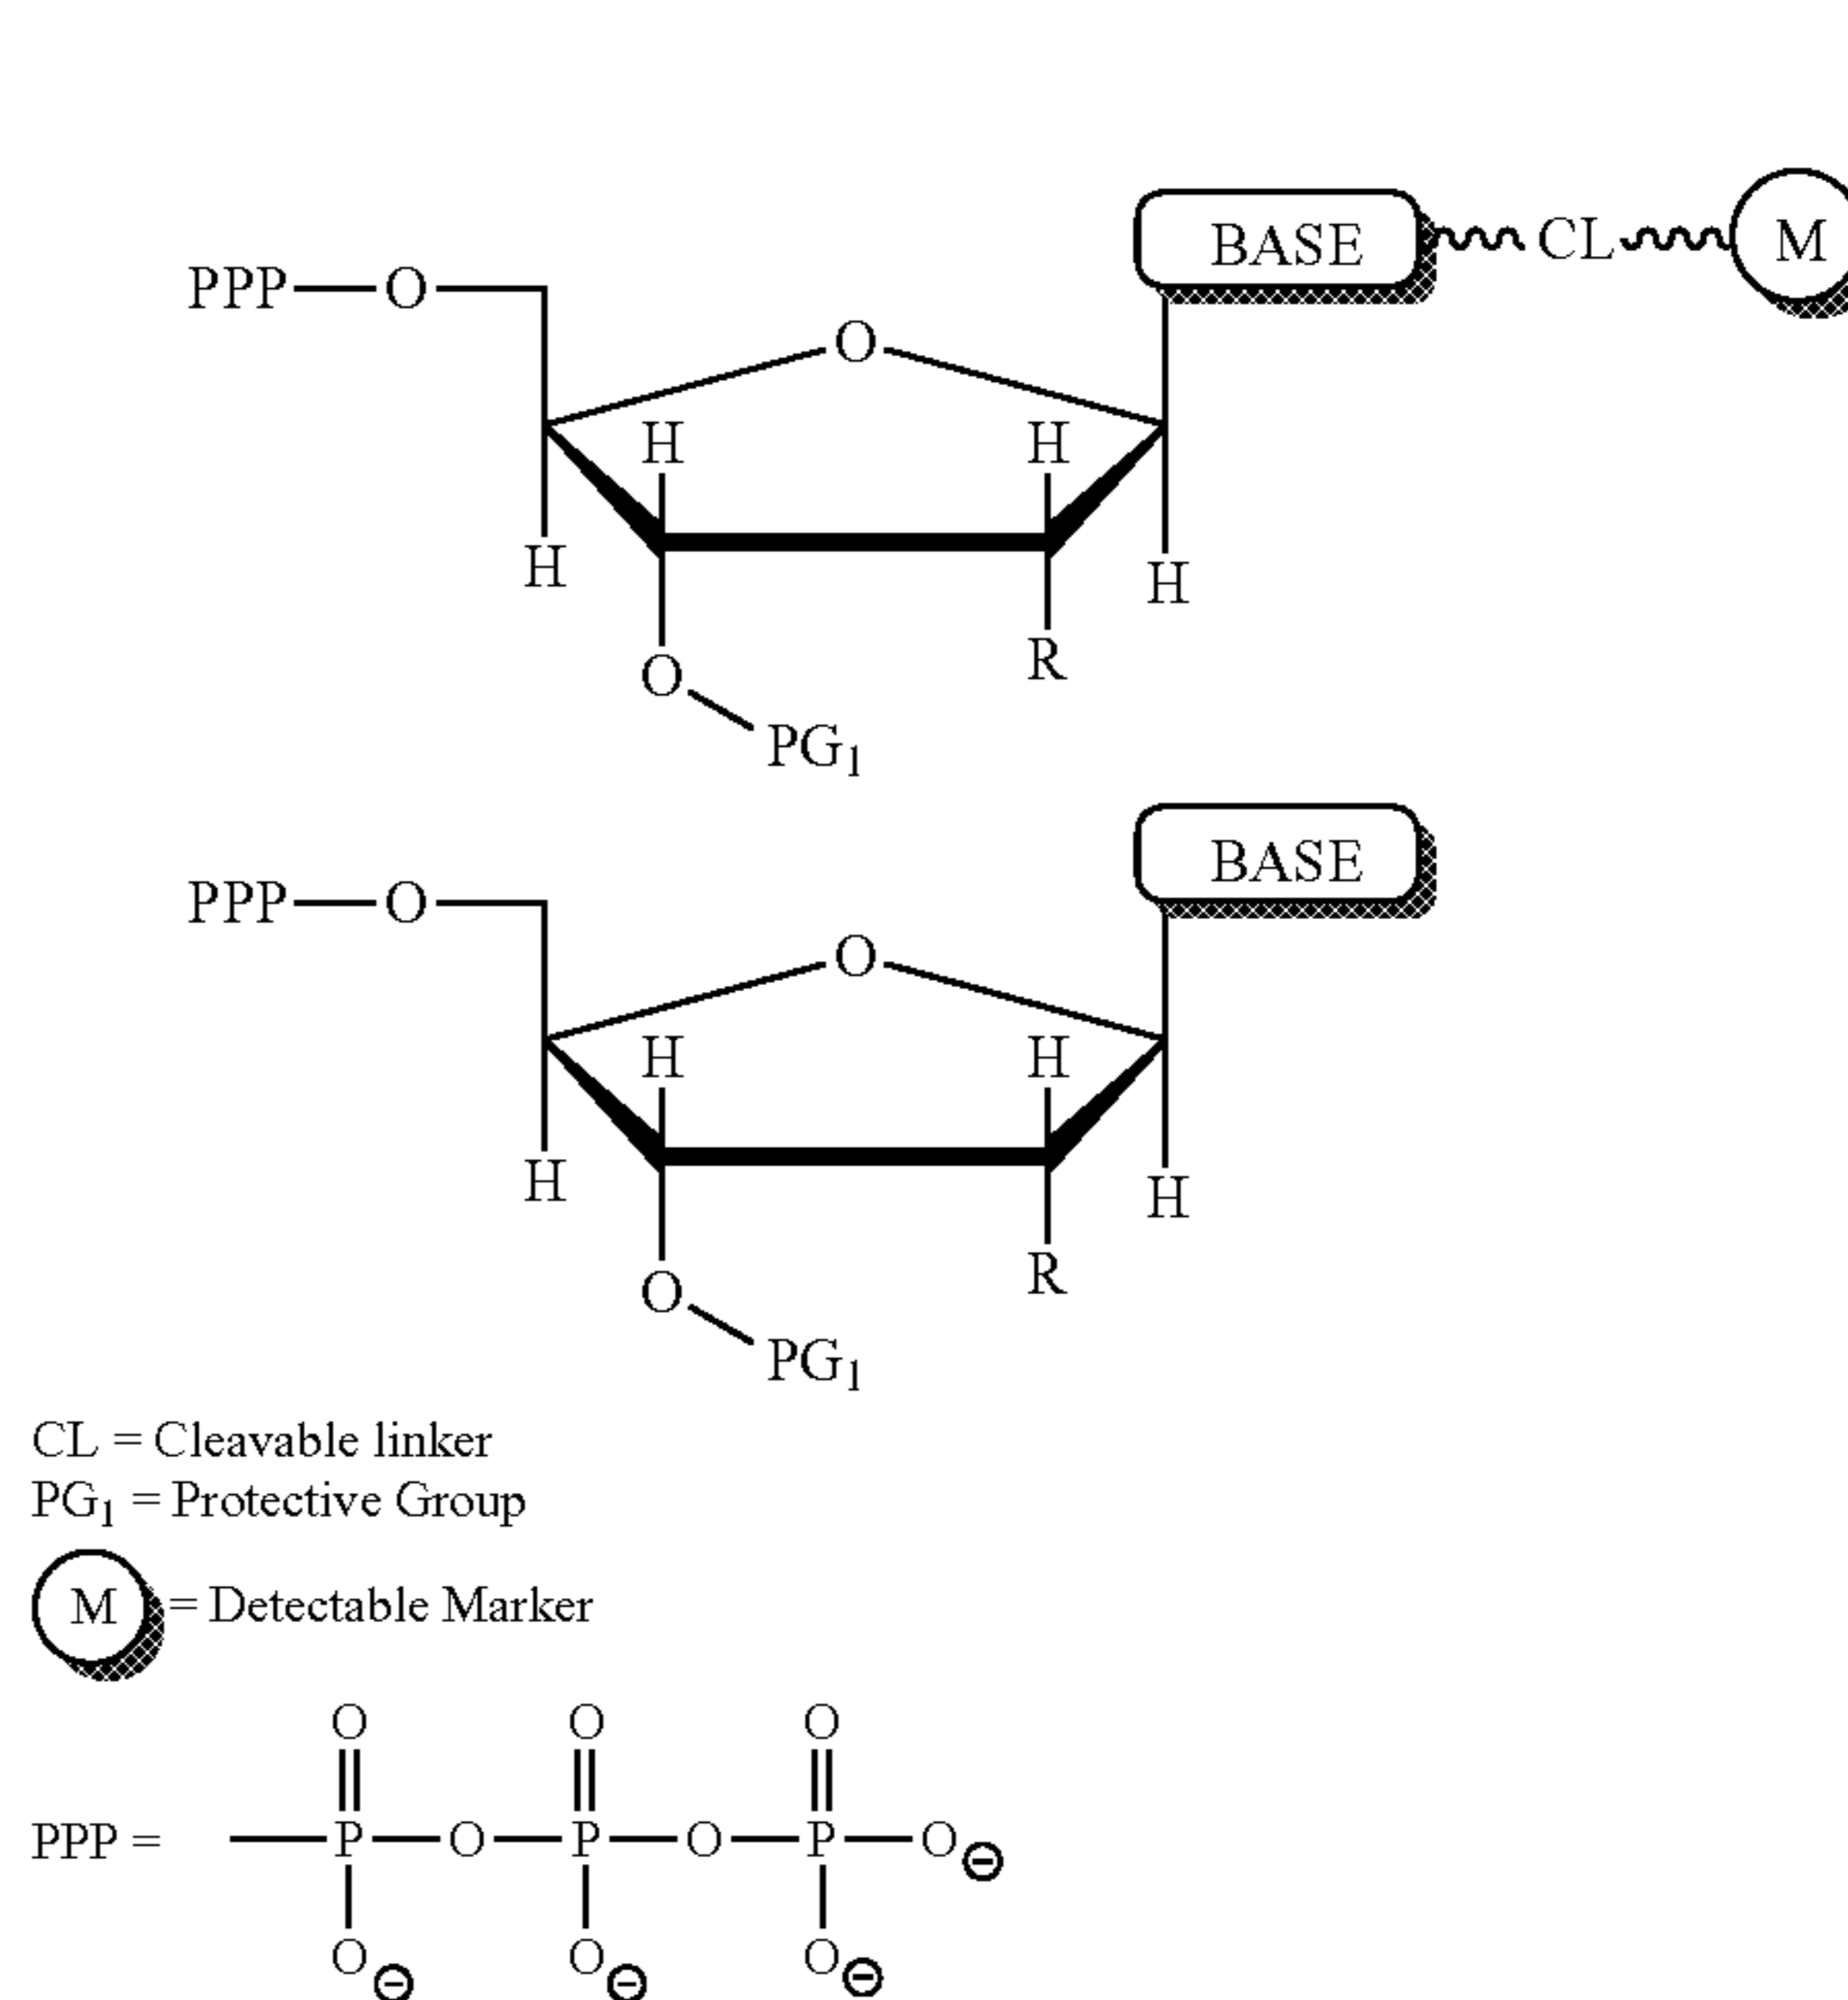 BASE CL M
PPP O
O
H H
H H
O R
PG1
BASE
PPP O
O
H H
H H
O R
PG1
CL = Cleavable linker
PG1 = Protective Group
M = Detectable Marker
O O O
PPP = P O P O P O⊖
O⊖ O⊖ O⊖